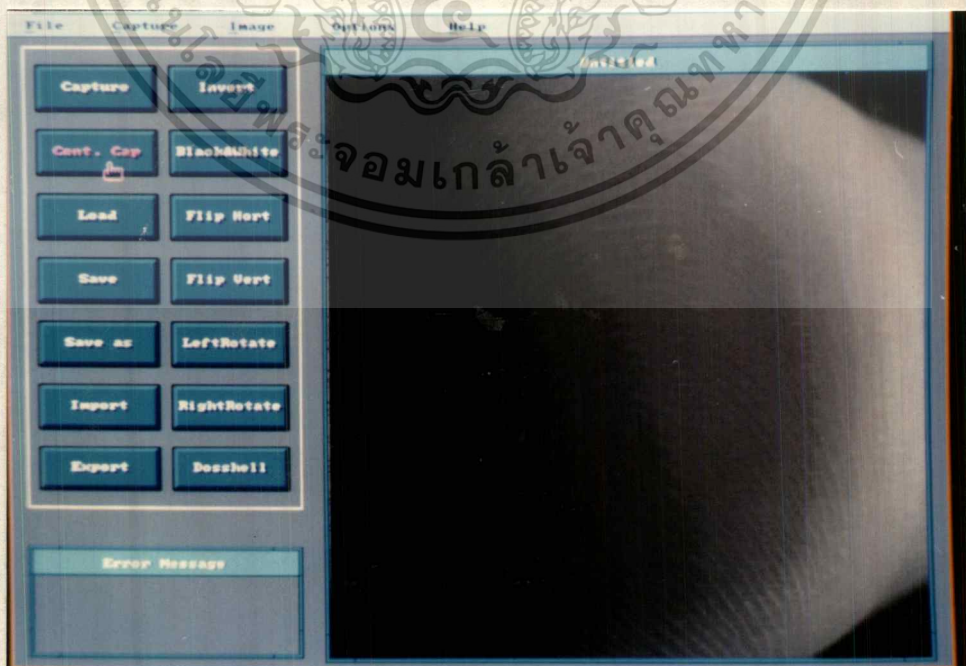 File Capture Image Options Help
Untitled
Capture Invert
Cont. Cap Black&White
Load Flip Hort
Save Flip Vert
Save as LeftRotate
Import RightRotate
Export Dosshell
Error Message
พระจอมเกล้าเจ้าคุณทหา